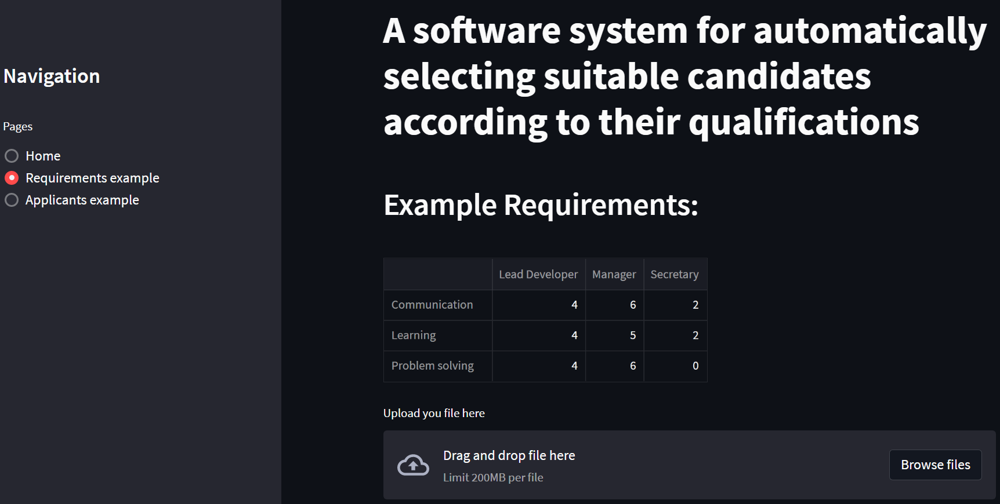 Navigation
Pages
Home
Requirements example
Applicants example
A software system for automatically
selecting suitable candidates
according to their qualifications
Example Requirements:
Lead Developer Manager Secretary
Communication 4 6 2
Learning 4 5 2
Problem solving 4 6 0
Upload you file here
Drag and drop file here
Limit 200MB per file
Browse files